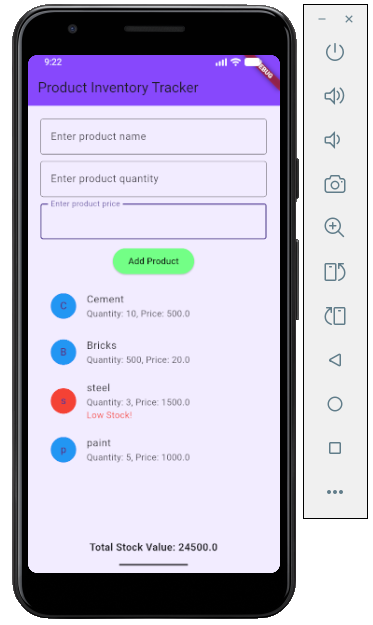 9:22
DEBUG
Product Inventory Tracker
Enter product name
Enter product quantity
Enter product price
Add Product
C
Cement
Quantity: 10, Price: 500.0
B
Bricks
Quantity: 500, Price: 20.0
s
steel
Quantity: 3, Price: 1500.0
Low Stock!
p
paint
Quantity: 5, Price: 1000.0
Total Stock Value: 24500.0